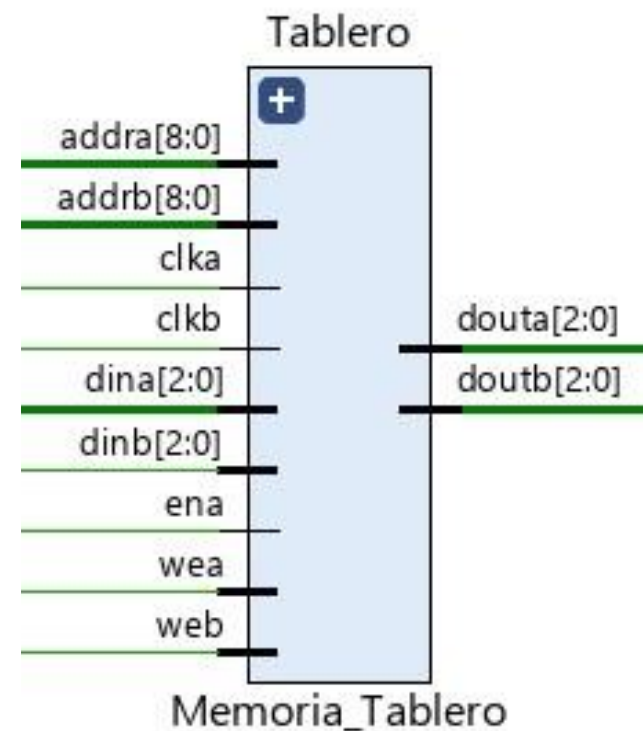 Tablero
addra[8:0]
addrb[8:0]
clka
clkb
dina[2:0]
dinb[2:0]
ena
wea
web
douta[2:0]
doutb[2:0]
Memoria_Tablero